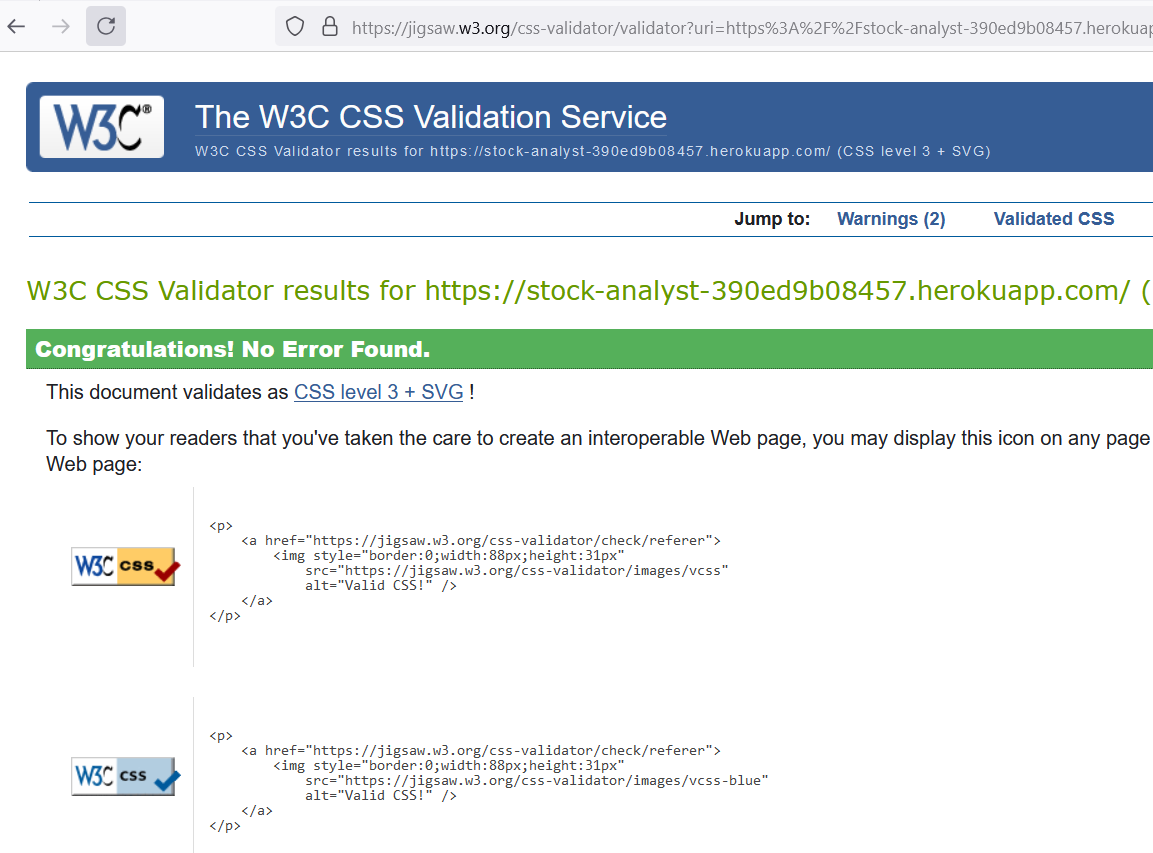 https://jigsaw.w3.org/css-validator/validator?uri=https%3A%2F%2Fstock-analyst-390ed9b08457.herokuap
W3C®
The W3C CSS Validation Service
W3C CSS Validator results for https://stock-analyst-390ed9b08457.herokuapp.com/ (CSS level 3 + SVG)
Jump to: Warnings (2) Validated CSS
W3C CSS Validator results for https://stock-analyst-390ed9b08457.herokuapp.com/ (
Congratulations! No Error Found.
This document validates as CSS level 3 + SVG !
To show your readers that you've taken the care to create an interoperable Web page, you may display this icon on any page
Web page:
W3C css
<p>
<a href="https://jigsaw.w3.org/css-validator/check/referer">
<img style="border:0;width:88px;height:31px"
src="https://jigsaw.w3.org/css-validator/images/vcss"
alt="Valid CSS!" />
</a>
</p>
W3C css
<p>
<a href="https://jigsaw.w3.org/css-validator/check/referer">
<img style="border:0;width:88px;height:31px"
src="https://jigsaw.w3.org/css-validator/images/vcss-blue"
alt="Valid CSS!" />
</a>
</p>